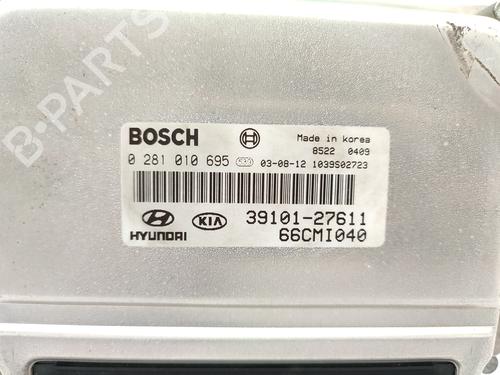 B-PARTS
BOSCH
Made in korea
8522 0409
0 281 010 695 03-08-12 1039S02723
39101-27611
HYUNDAI KIA 66CMI040